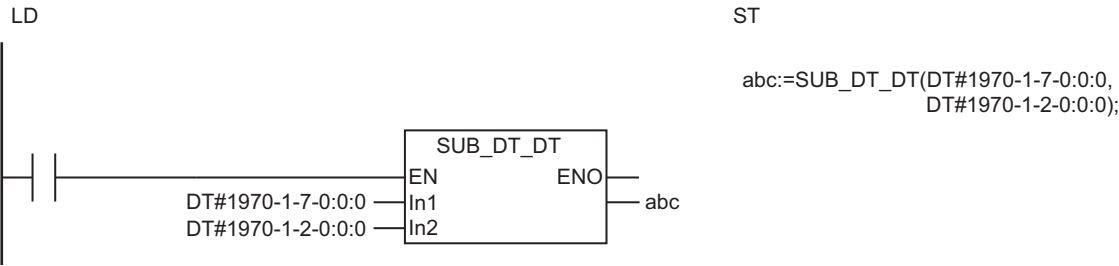 LD
ST
abc:=SUB_DT_DT(DT#1970-1-7-0:0:0,
DT#1970-1-2-0:0:0);
SUB_DT_DT
EN ENO
DT#1970-1-7-0:0:0 In1 abc
DT#1970-1-2-0:0:0 In2